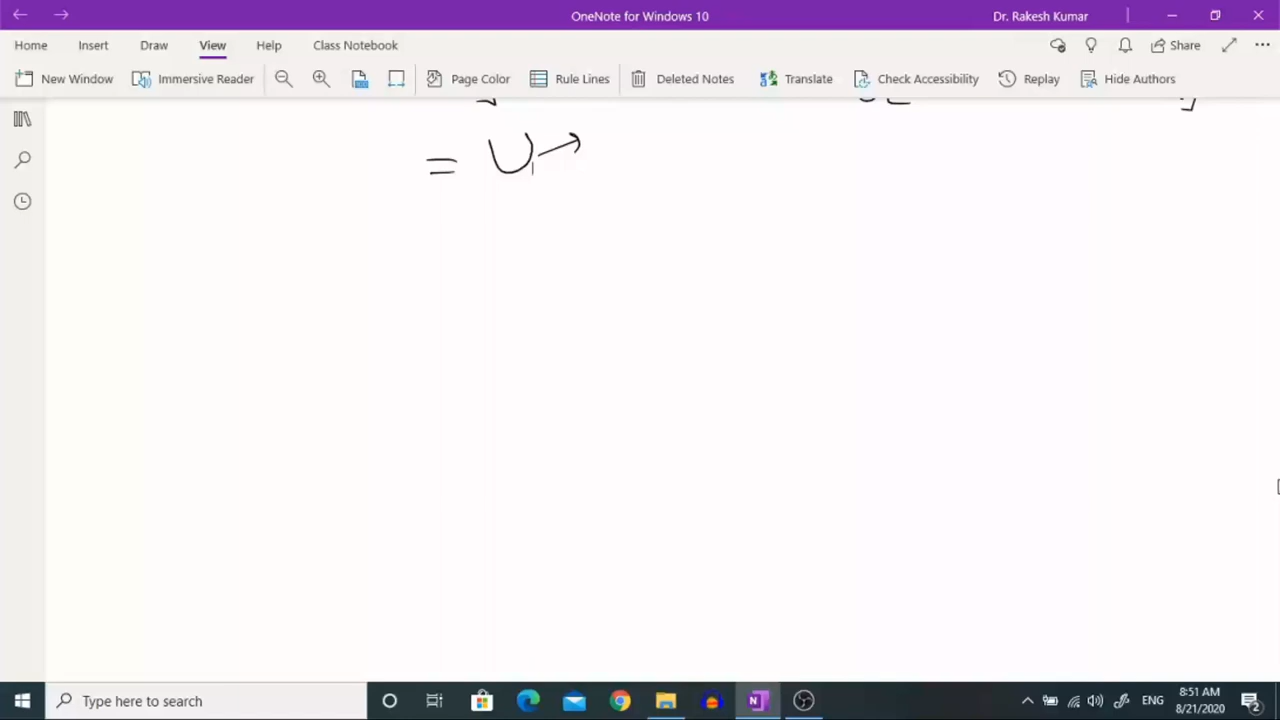 OneNote for Windows 10 Dr. Rakesh Kumar
Home Insert Draw View Help Class Notebook Share
New Window Immersive Reader Page Color Rule Lines Deleted Notes Translate Check Accessibility Replay Hide Authors
= U₁→
Type here to search ENG 8:51 AM
8/21/2020 2